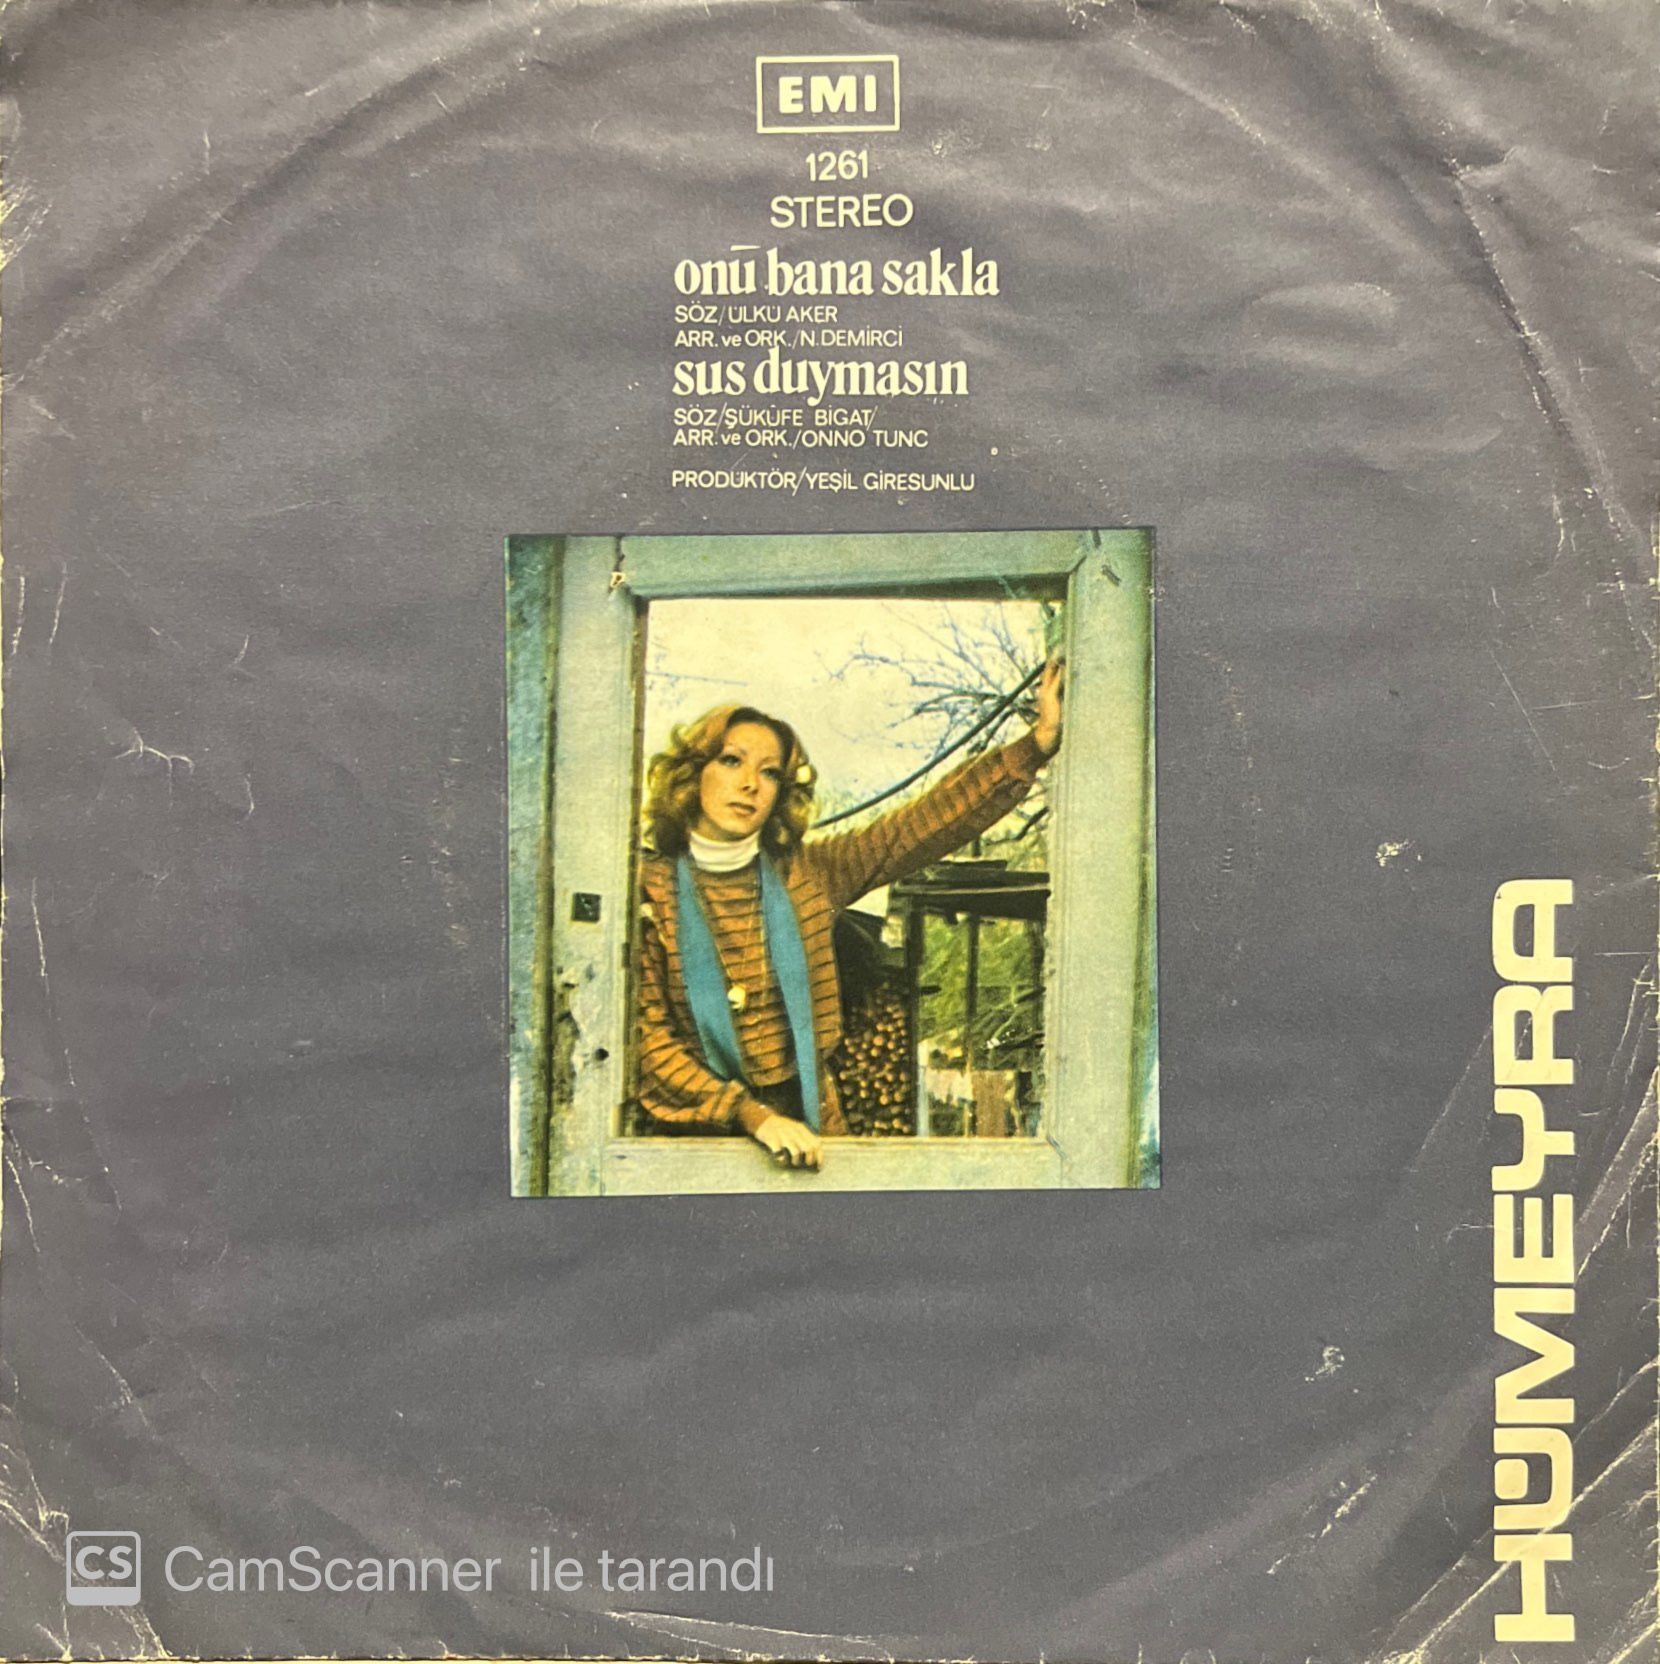 EMI
1261
STEREO
onū bana sakla
SÖZ/ÜLKÜ AKER
ARR. ve ORK./N.DEMİRCİ
sus duymasın
SÖZ/ŞÜKÜFE BİGAT/
ARR. ve ORK./ONNO TUNC
PRODÜKTÖR/YEŞİL GİRESUNLU
HÜMEYRA
CS CamScanner ile tarandı